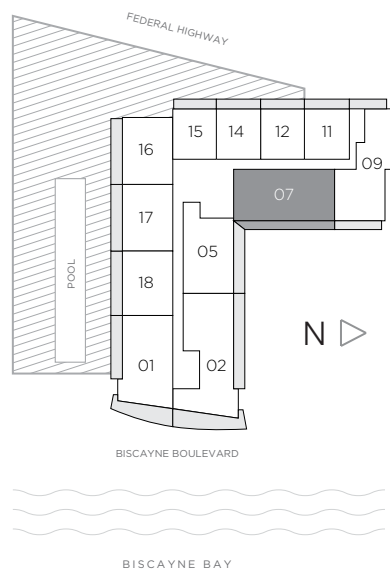 FEDERAL HIGHWAY
15 14 12 11
16
09
07
17
05
POOL
18
N
01
02
BISCAYNE BOULEVARD
BISCAYNE BAY